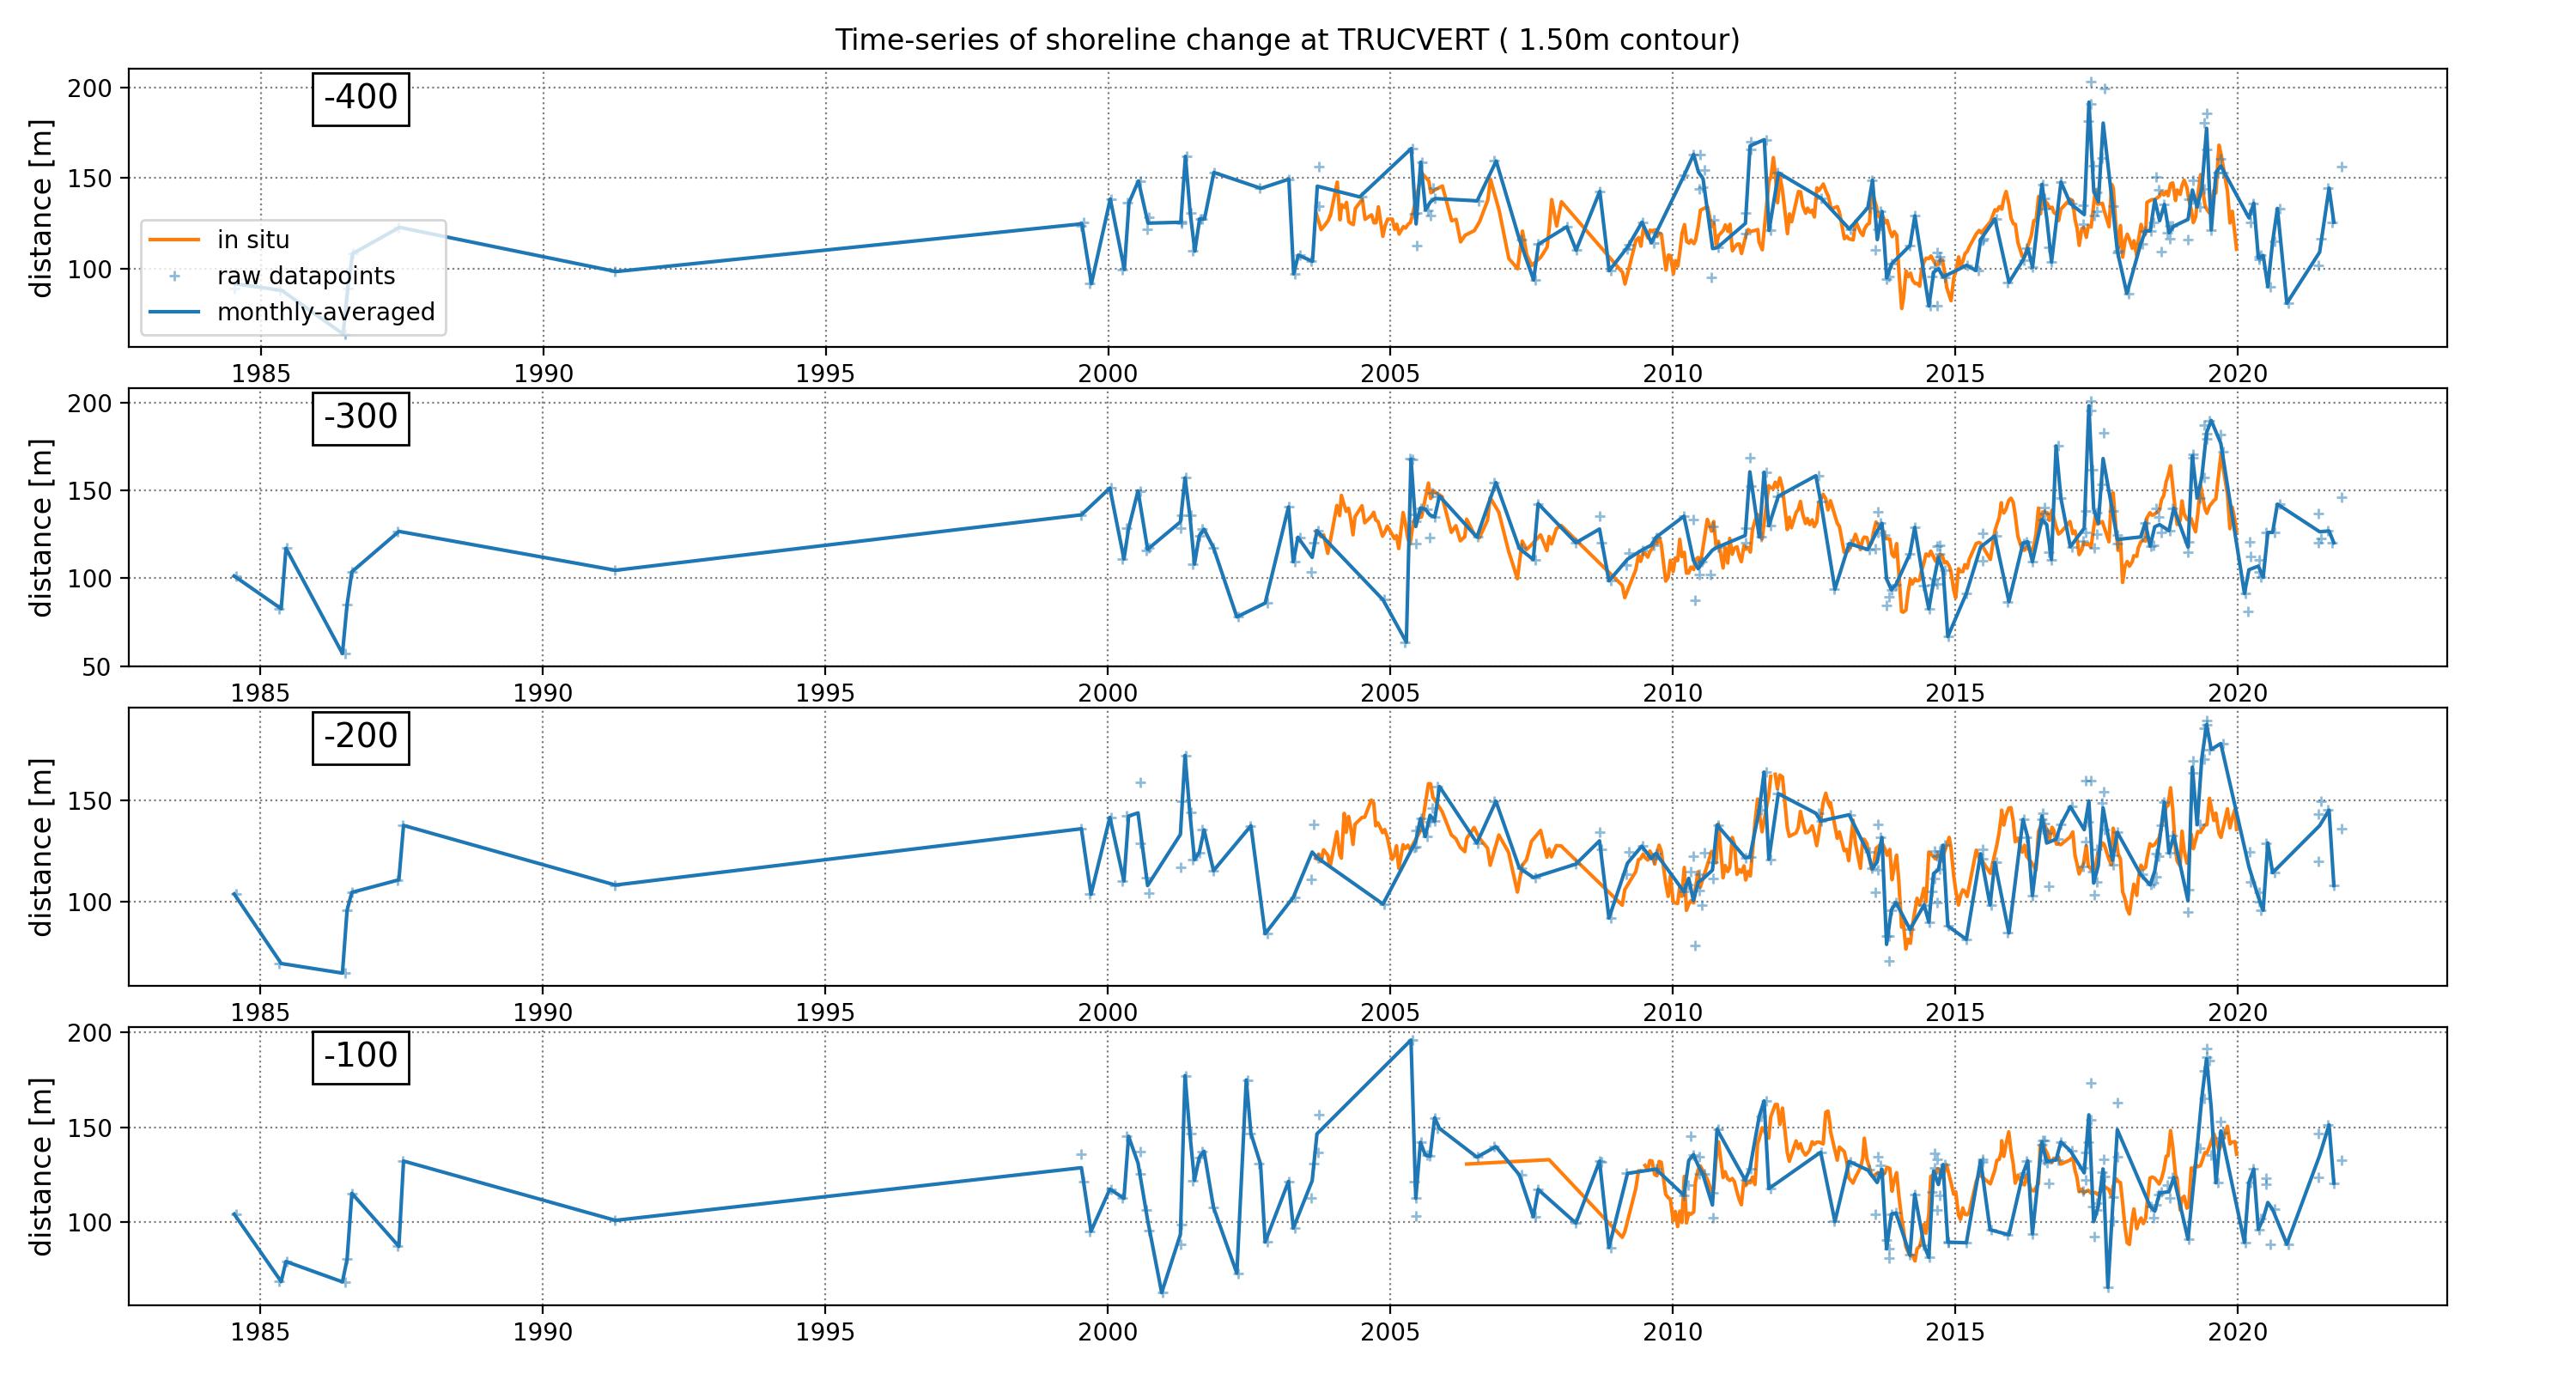 Time-series of shoreline change at TRUCVERT ( 1.50m contour)
-400
distance [m]
200
150
100
in situ
raw datapoints
monthly-averaged
1985 1990 1995 2000 2005 2010 2015 2020
-300
distance [m]
200
150
100
50
1985 1990 1995 2000 2005 2010 2015 2020
-200
distance [m]
150
100
1985 1990 1995 2000 2005 2010 2015 2020
-100
distance [m]
200
150
100
1985 1990 1995 2000 2005 2010 2015 2020